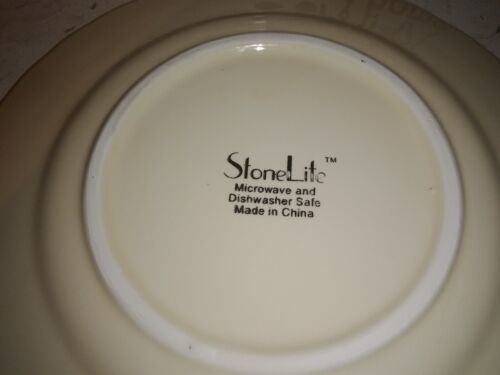 StoneLite™
Microwave and
Dishwasher Safe
Made in China